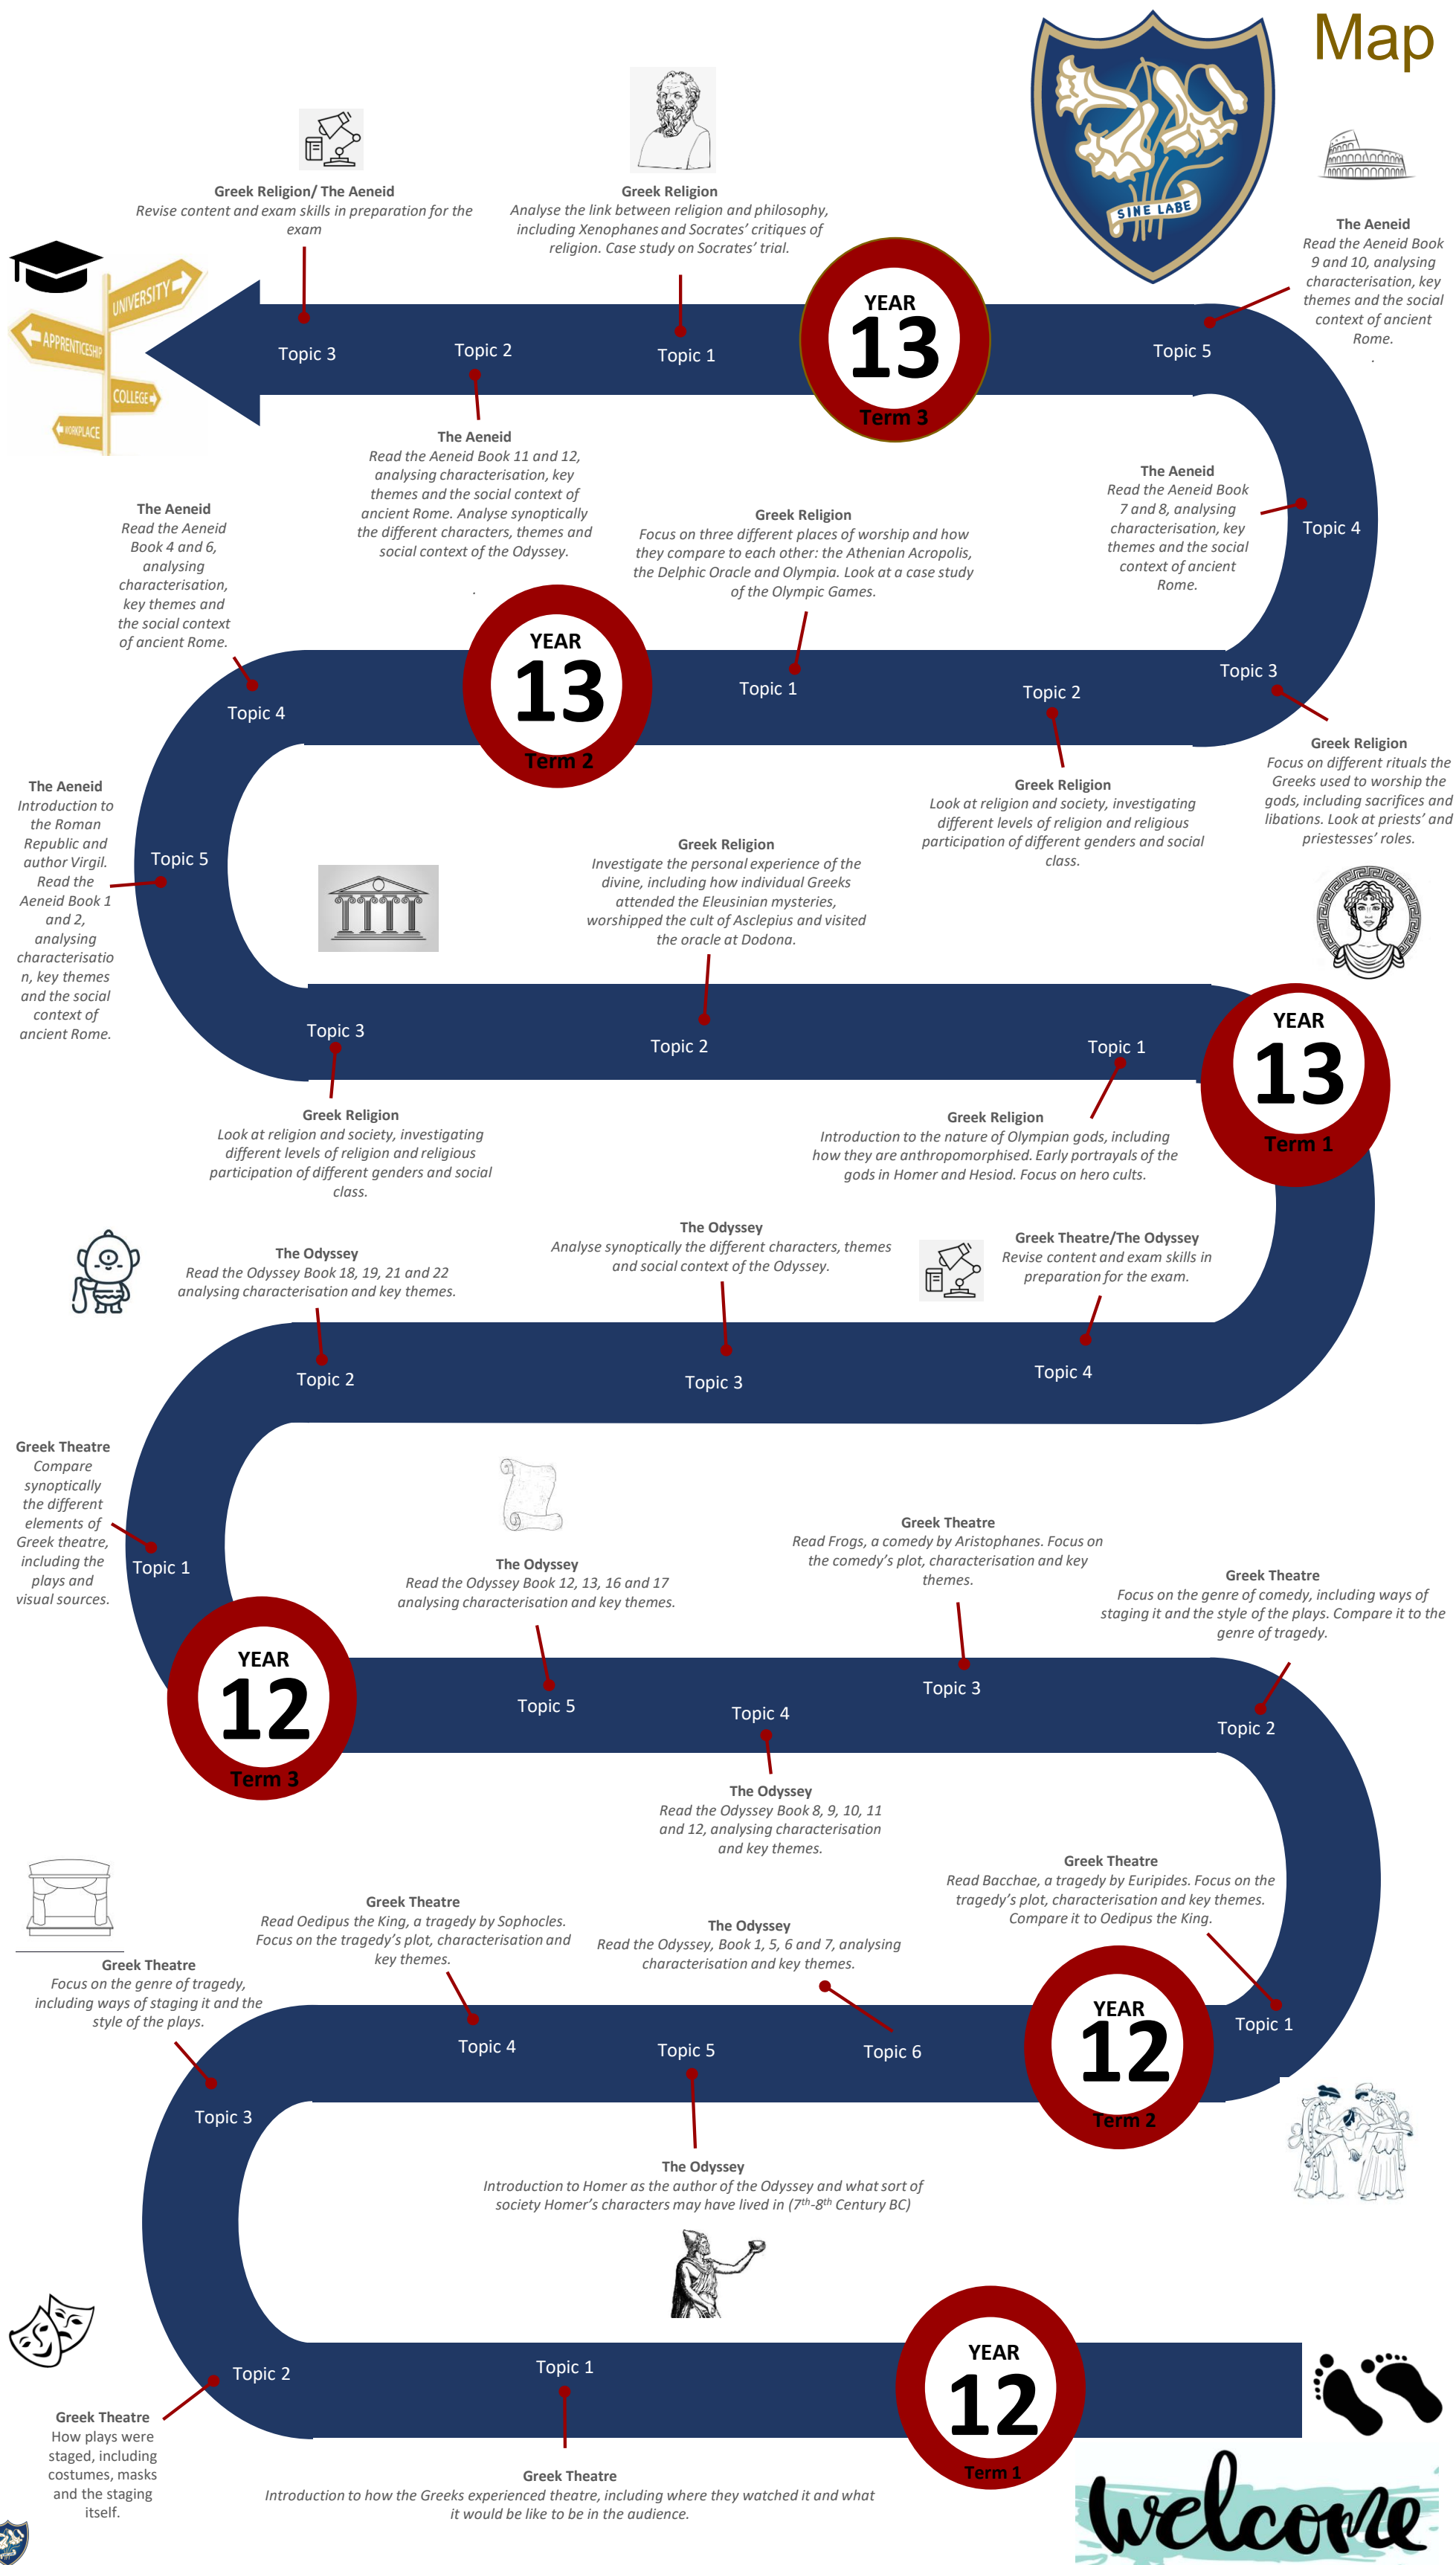 Map
SINE LABE
Greek Religion/ The Aeneid
Revise content and exam skills in preparation for the
exam
Greek Religion
Analyse the link between religion and philosophy,
including Xenophanes and Socrates' critiques of
religion. Case study on Socrates' trial.
The Aeneid
Read the Aeneid Book
9 and 10, analysing
characterisation, key
themes and the social
context of ancient
Rome.
.
UNIVERSITY
APPRENTICESHIP
COLLEGE
WORKPLACE
Topic 3
Topic 2
Topic 1
YEAR
13
Term 3
Topic 5
The Aeneid
Read the Aeneid Book 11 and 12,
analysing characterisation, key
themes and the social context of
ancient Rome. Analyse synoptically
the different characters, themes and
social context of the Odyssey.
.
The Aeneid
Read the Aeneid Book
7 and 8, analysing
characterisation, key
themes and the social
context of ancient
Rome.
Topic 4
The Aeneid
Read the Aeneid
Book 4 and 6,
analysing
characterisation,
key themes and
the social context
of ancient Rome.
Greek Religion
Focus on three different places of worship and how
they compare to each other: the Athenian Acropolis,
the Delphic Oracle and Olympia. Look at a case study
of the Olympic Games.
Topic 4
YEAR
13
Term 2
Topic 1
Topic 2
Topic 3
Greek Religion
Focus on different rituals the
Greeks used to worship the
gods, including sacrifices and
libations. Look at priests' and
priestesses' roles.
Greek Religion
Look at religion and society, investigating
different levels of religion and religious
participation of different genders and social
class.
The Aeneid
Introduction to
the Roman
Republic and
author Virgil.
Read the
Aeneid Book 1
and 2,
analysing
characterisatio
n, key themes
and the social
context of
ancient Rome.
Topic 5
Greek Religion
Investigate the personal experience of the
divine, including how individual Greeks
attended the Eleusinian mysteries,
worshipped the cult of Asclepius and visited
the oracle at Dodona.
Topic 3
Topic 2
Topic 1
YEAR
13
Term 1
Greek Religion
Look at religion and society, investigating
different levels of religion and religious
participation of different genders and social
class.
Greek Religion
Introduction to the nature of Olympian gods, including
how they are anthropomorphised. Early portrayals of the
gods in Homer and Hesiod. Focus on hero cults.
The Odyssey
Read the Odyssey Book 18, 19, 21 and 22
analysing characterisation and key themes.
The Odyssey
Analyse synoptically the different characters, themes
and social context of the Odyssey.
Greek Theatre/The Odyssey
Revise content and exam skills in
preparation for the exam.
Topic 2
Topic 3
Topic 4
Greek Theatre
Compare
synoptically
the different
elements of
Greek theatre,
including the
plays and
visual sources.
Topic 1
The Odyssey
Read the Odyssey Book 12, 13, 16 and 17
analysing characterisation and key themes.
Greek Theatre
Read Frogs, a comedy by Aristophanes. Focus on
the comedy's plot, characterisation and key
themes.
Greek Theatre
Focus on the genre of comedy, including ways of
staging it and the style of the plays. Compare it to the
genre of tragedy.
YEAR
12
Term 3
Topic 5
Topic 4
Topic 3
Topic 2
The Odyssey
Read the Odyssey Book 8, 9, 10, 11
and 12, analysing characterisation
and key themes.
Greek Theatre
Read Bacchae, a tragedy by Euripides. Focus on the
tragedy's plot, characterisation and key themes.
Compare it to Oedipus the King.
Greek Theatre
Read Oedipus the King, a tragedy by Sophocles.
Focus on the tragedy's plot, characterisation and
key themes.
The Odyssey
Read the Odyssey, Book 1, 5, 6 and 7, analysing
characterisation and key themes.
Greek Theatre
Focus on the genre of tragedy,
including ways of staging it and the
style of the plays.
Topic 3
Topic 4
Topic 5
Topic 6
YEAR
12
Term 2
Topic 1
The Odyssey
Introduction to Homer as the author of the Odyssey and what sort of
society Homer's characters may have lived in (7th-8th Century BC)
Topic 2
Topic 1
YEAR
12
Term 1
Greek Theatre
How plays were
staged, including
costumes, masks
and the staging
itself.
Greek Theatre
Introduction to how the Greeks experienced theatre, including where they watched it and what
it would be like to be in the audience.
welcome